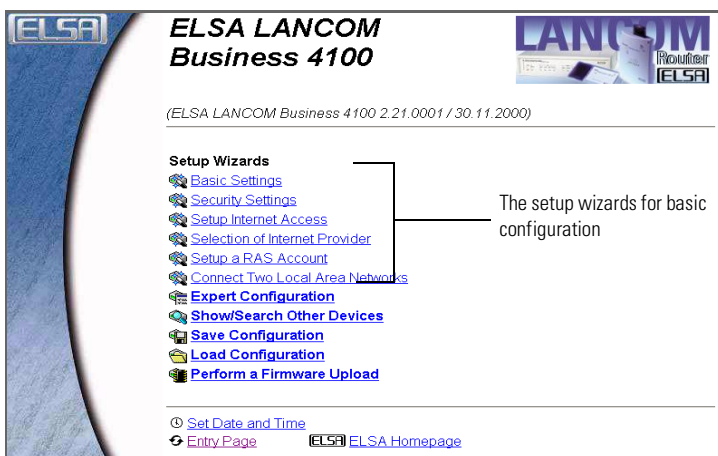 ELSA
ELSA LANCOM
Business 4100
LANCOM
Router
ELSA
(ELSA LANCOM Business 4100 2.21.0001 / 30.11.2000)
Setup Wizards
Basic Settings
Security Settings
Setup Internet Access
Selection of Internet Provider
Setup a RAS Account
Connect Two Local Area Networks
The setup wizards for basic
configuration
Expert Configuration
Show/Search Other Devices
Save Configuration
Load Configuration
Perform a Firmware Upload
Set Date and Time
Entry Page
ELSA ELSA Homepage